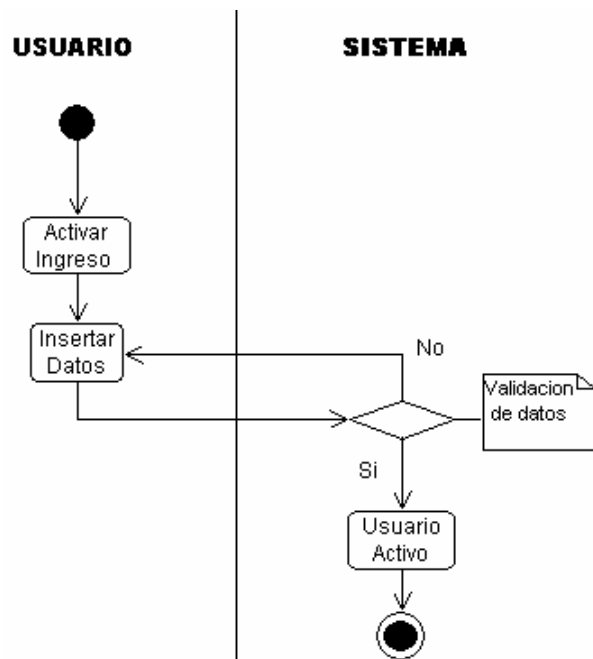 USUARIO
SISTEMA
Activar
Ingreso
Insertar
Datos
No
Validacion
de datos
Si
Usuario
Activo